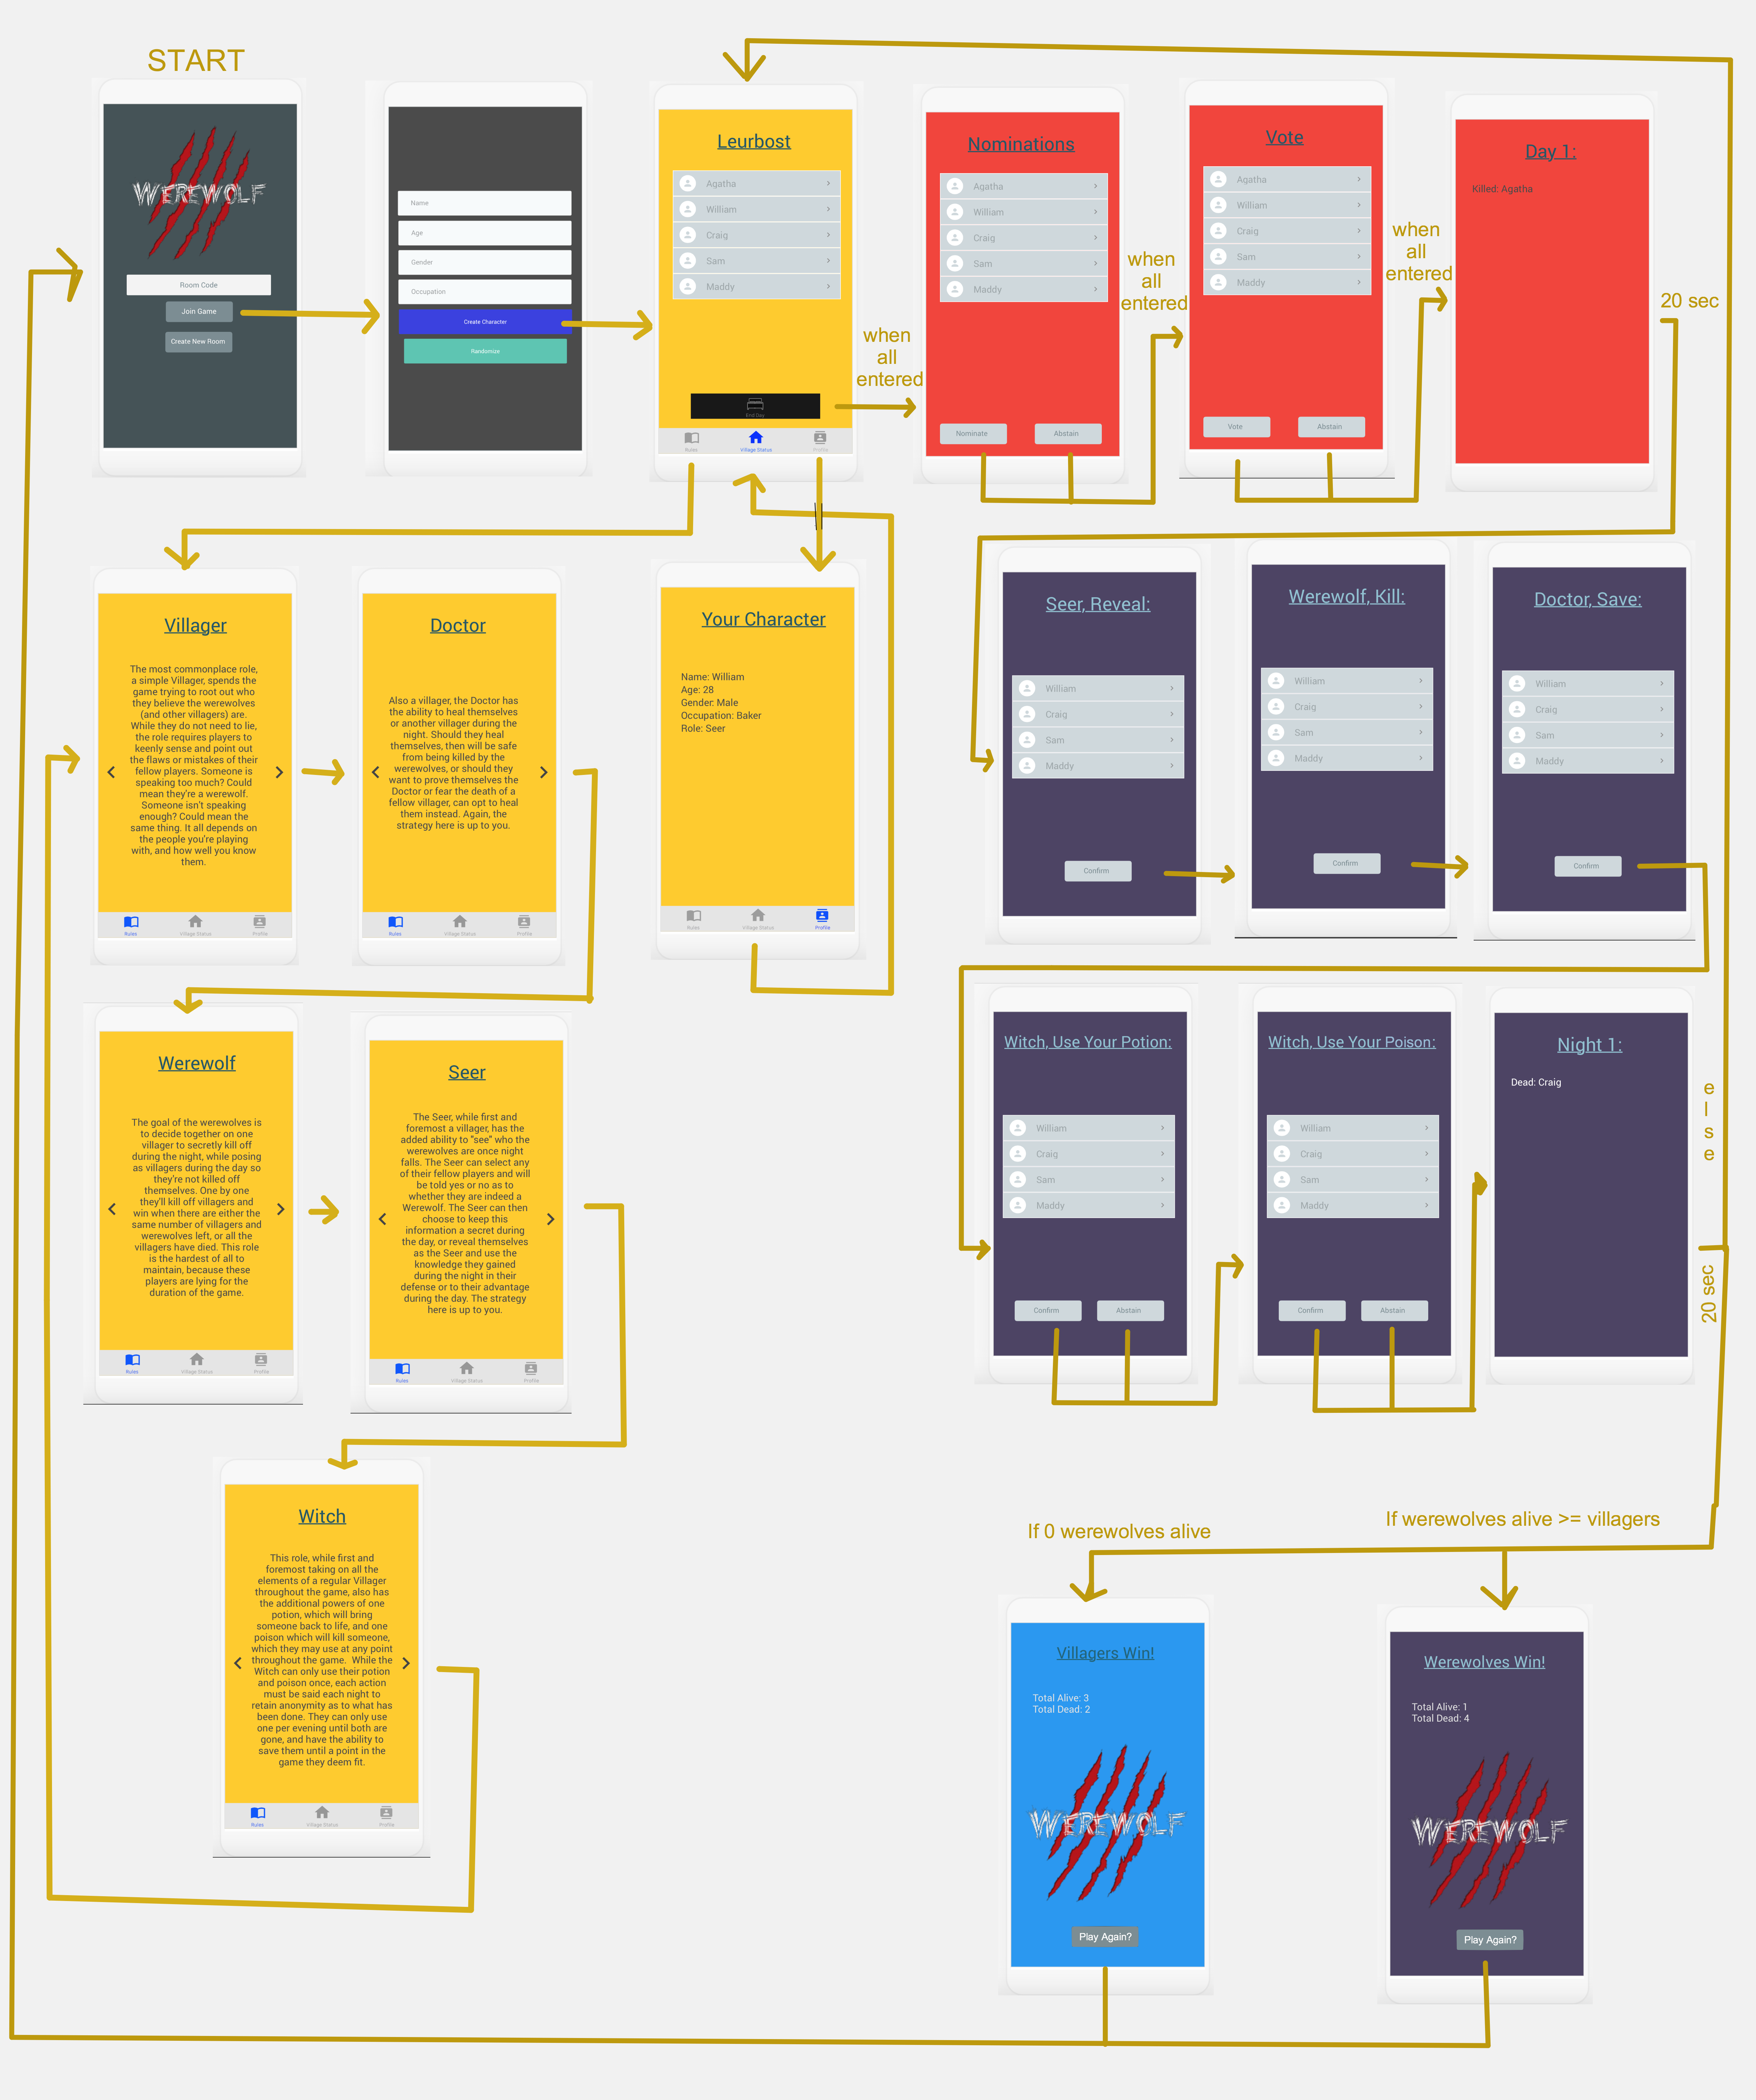 START
WEREWOLF
Room Code
Join Game
Create New Room
Name
Age
Gender
Occupation
Create Character
Randomize
Leurbost
Agatha
William
Craig
Sam
Maddy
End Day
Rules
Village Status
Profile
when
all
entered
Nominations
Agatha
William
Craig
Sam
Maddy
Nominate
Abstain
when
all
entered
Vote
Agatha
William
Craig
Sam
Maddy
Vote
Abstain
when
all
entered
Day 1:
Killed: Agatha
20 sec
Villager
The most commonplace role,
a simple Villager, spends the
game trying to root out who
they believe the werewolves
(and other villagers) are.
While they do not need to lie,
the role requires players to
keenly sense and point out
the flaws or mistakes of their
fellow players. Someone is
speaking too much? Could
mean they're a werewolf.
Someone isn't speaking
enough? Could mean the
same thing. It all depends on
the people you're playing
with, and how well you know
them.
Rules
Village Status
Profile
Doctor
Also a villager, the Doctor has
the ability to heal themselves
or another villager during the
night. Should they heal
themselves, then will be safe
from being killed by the
werewolves, or should they
want to prove themselves the
Doctor or fear the death of a
fellow villager, can opt to heal
them instead. Again, the
strategy here is up to you.
Rules
Village Status
Profile
Your Character
Name: William
Age: 28
Gender: Male
Occupation: Baker
Role: Seer
Rules
Village Status
Profile
Seer, Reveal:
William
Craig
Sam
Maddy
Confirm
Werewolf, Kill:
William
Craig
Sam
Maddy
Confirm
Doctor, Save:
William
Craig
Sam
Maddy
Confirm
Werewolf
The goal of the werewolves is
to decide together on one
villager to secretly kill off
during the night, while posing
as villagers during the day so
they're not killed off
themselves. One by one
they'll kill off villagers and
win when there are either the
same number of villagers and
werewolves left, or all the
villagers have died. This role
is the hardest of all to
maintain, because these
players are lying for the
duration of the game.
Rules
Village Status
Profile
Seer
The Seer, while first and
foremost a villager, has the
added ability to "see" who the
werewolves are once night
falls. The Seer can select any
of their fellow players and will
be told yes or no as to
whether they are indeed a
Werewolf. The Seer can then
choose to keep this
information a secret during
the day, or reveal themselves
as the Seer and use the
knowledge they gained
during the night in their
defense or to their advantage
during the day. The strategy
here is up to you.
Rules
Village Status
Profile
Witch, Use Your Potion:
William
Craig
Sam
Maddy
Confirm
Abstain
Witch, Use Your Poison:
William
Craig
Sam
Maddy
Confirm
Abstain
Night 1:
Dead: Craig
else
20 sec
Witch
This role, while first and
foremost taking on all the
elements of a regular Villager
throughout the game, also has
the additional powers of one
potion, which will bring
someone back to life, and one
poison which will kill someone,
which they may use at any point
throughout the game. While the
Witch can only use their potion
and poison once, each action
must be said each night to
retain anonymity as to what has
been done. They can only use
one per evening until both are
gone, and have the ability to
save them until a point in the
game they deem fit.
Rules
Village Status
Profile
If 0 werewolves alive
If werewolves alive >= villagers
Villagers Win!
Total Alive: 3
Total Dead: 2
WEREWOLF
Play Again?
Werewolves Win!
Total Alive: 1
Total Dead: 4
WEREWOLF
Play Again?